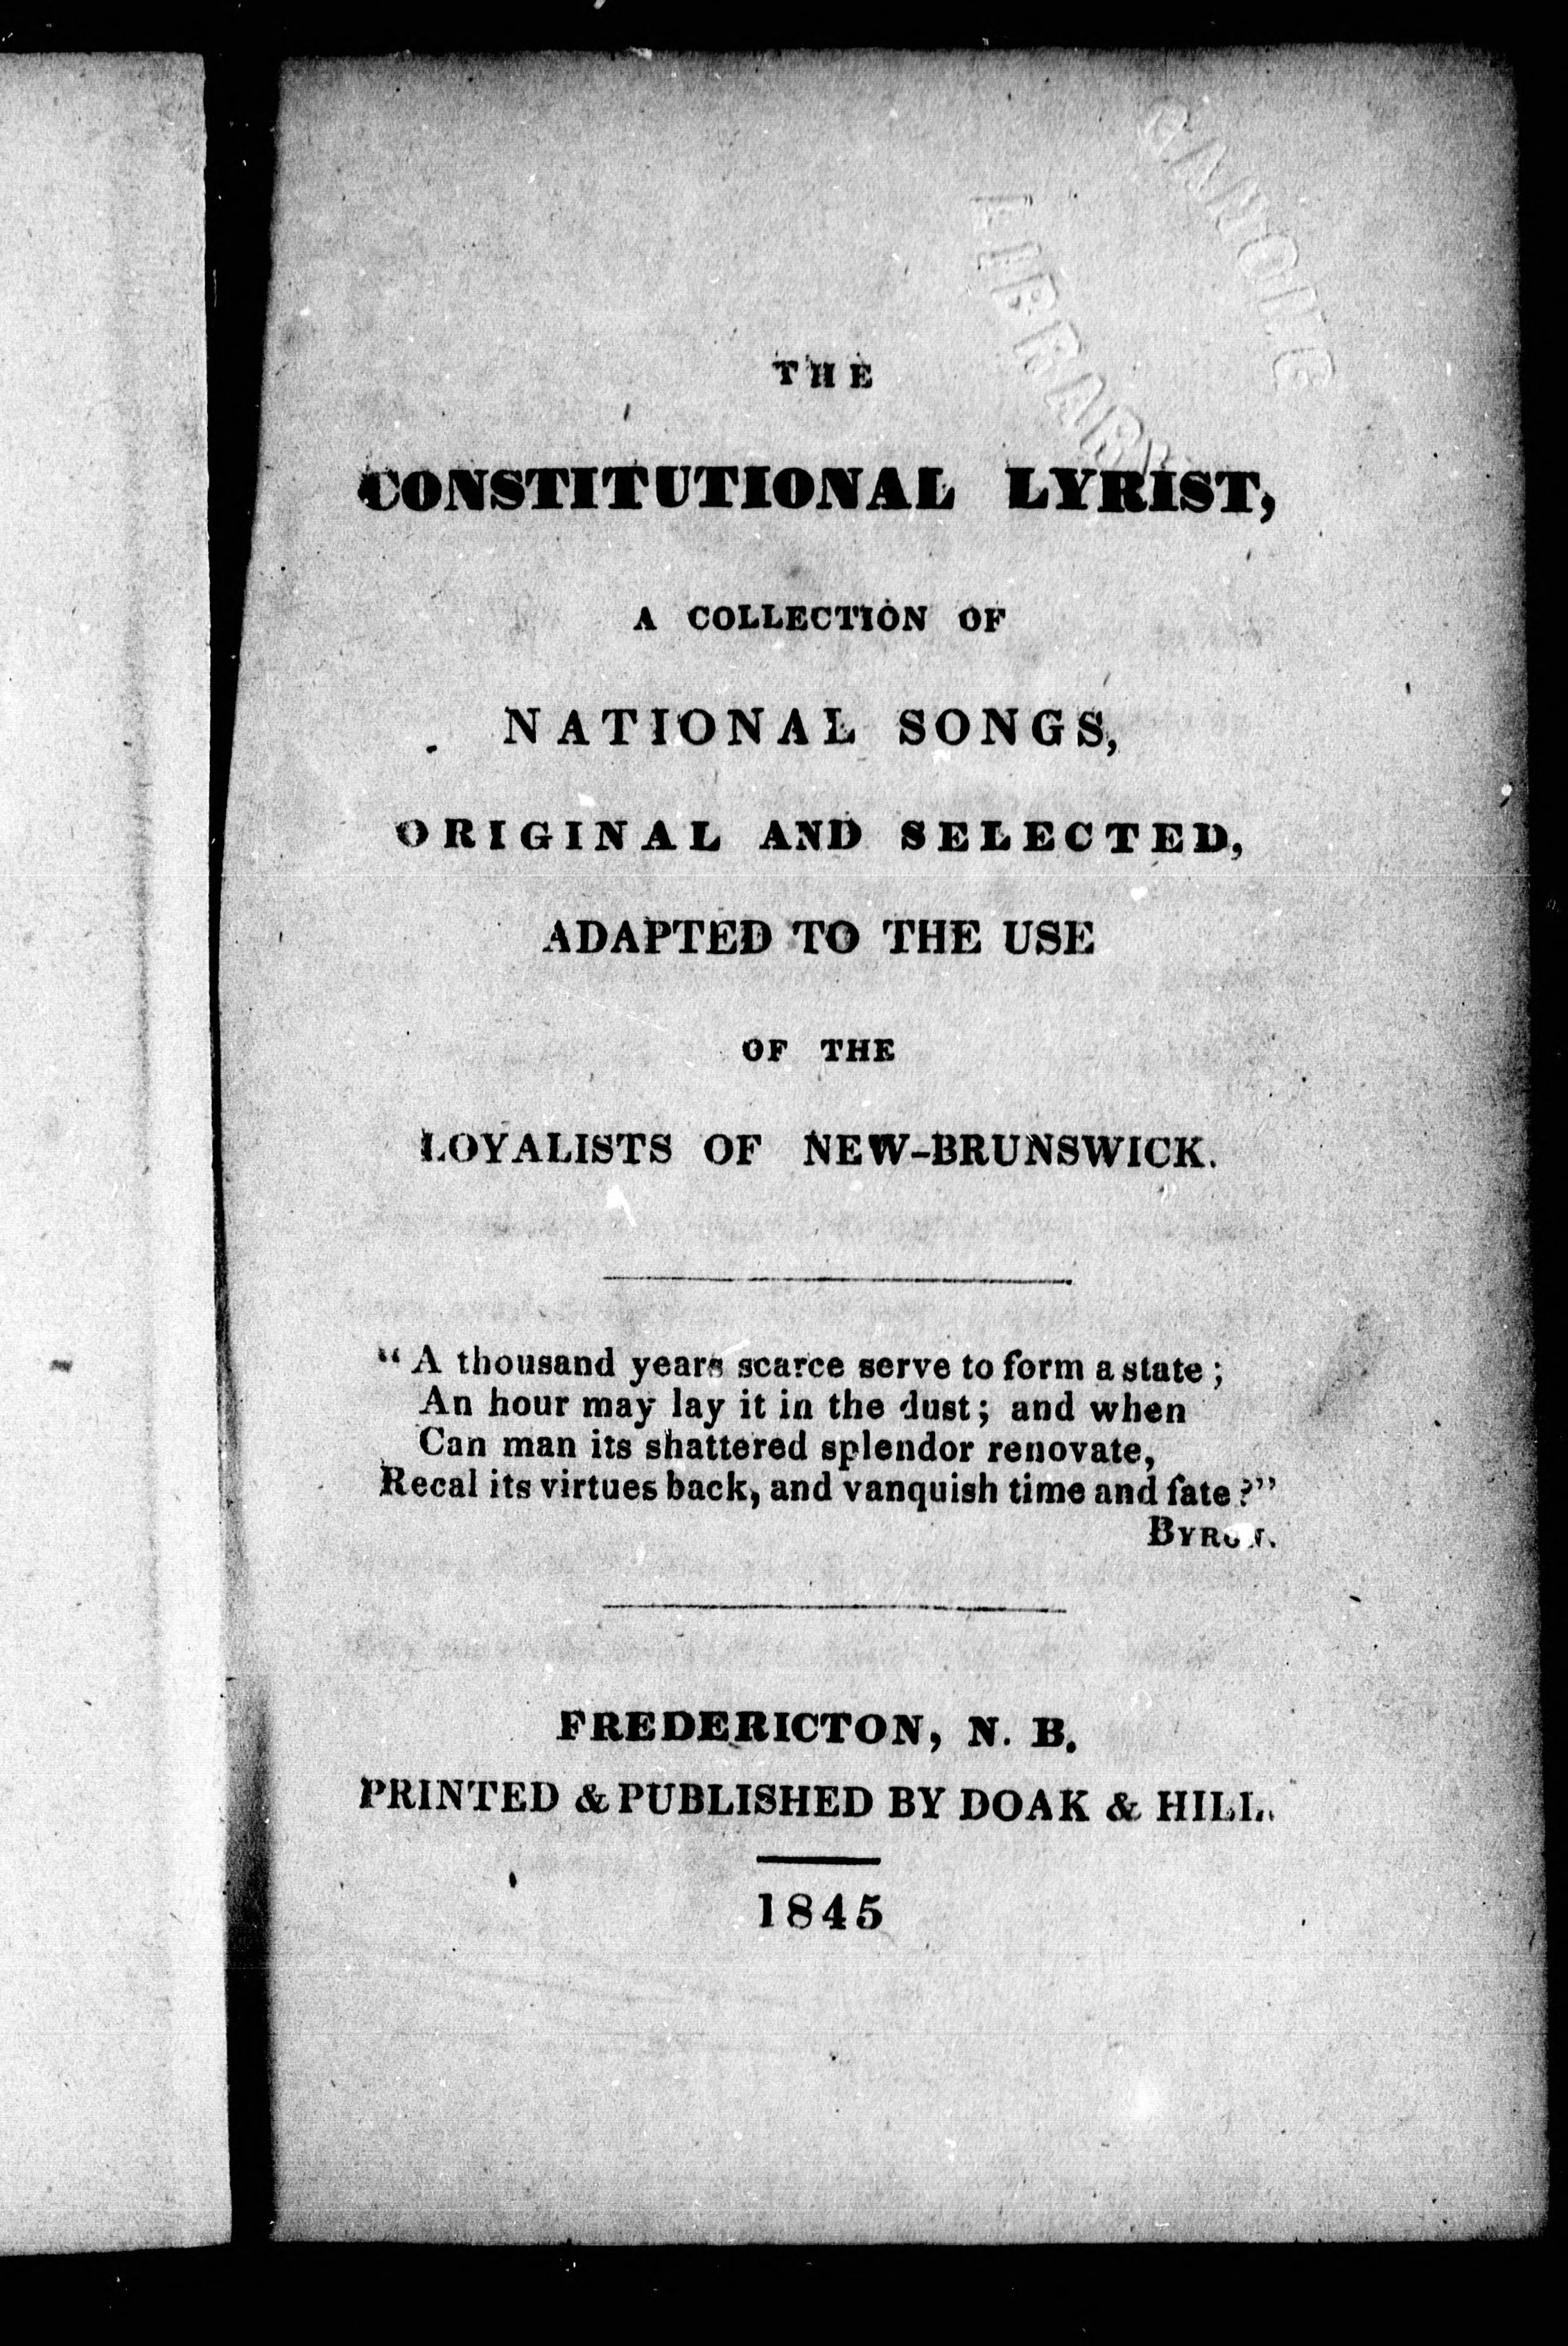 THE
CONSTITUTIONAL LYRIST,
A COLLECTION OF
NATIONAL SONGS,
ORIGINAL AND SELECTED,
ADAPTED TO THE USE
OF THE
LOYALISTS OF NEW-BRUNSWICK.
“A thousand years scarce serve to form a state;
An hour may lay it in the dust; and when
Can man its shattered splendor renovate,
Recal its virtues back, and vanquish time and fate?”
BYRON.
FREDERICTON, N. B.
PRINTED & PUBLISHED BY DOAK & HILL.
1845
LIBRARY